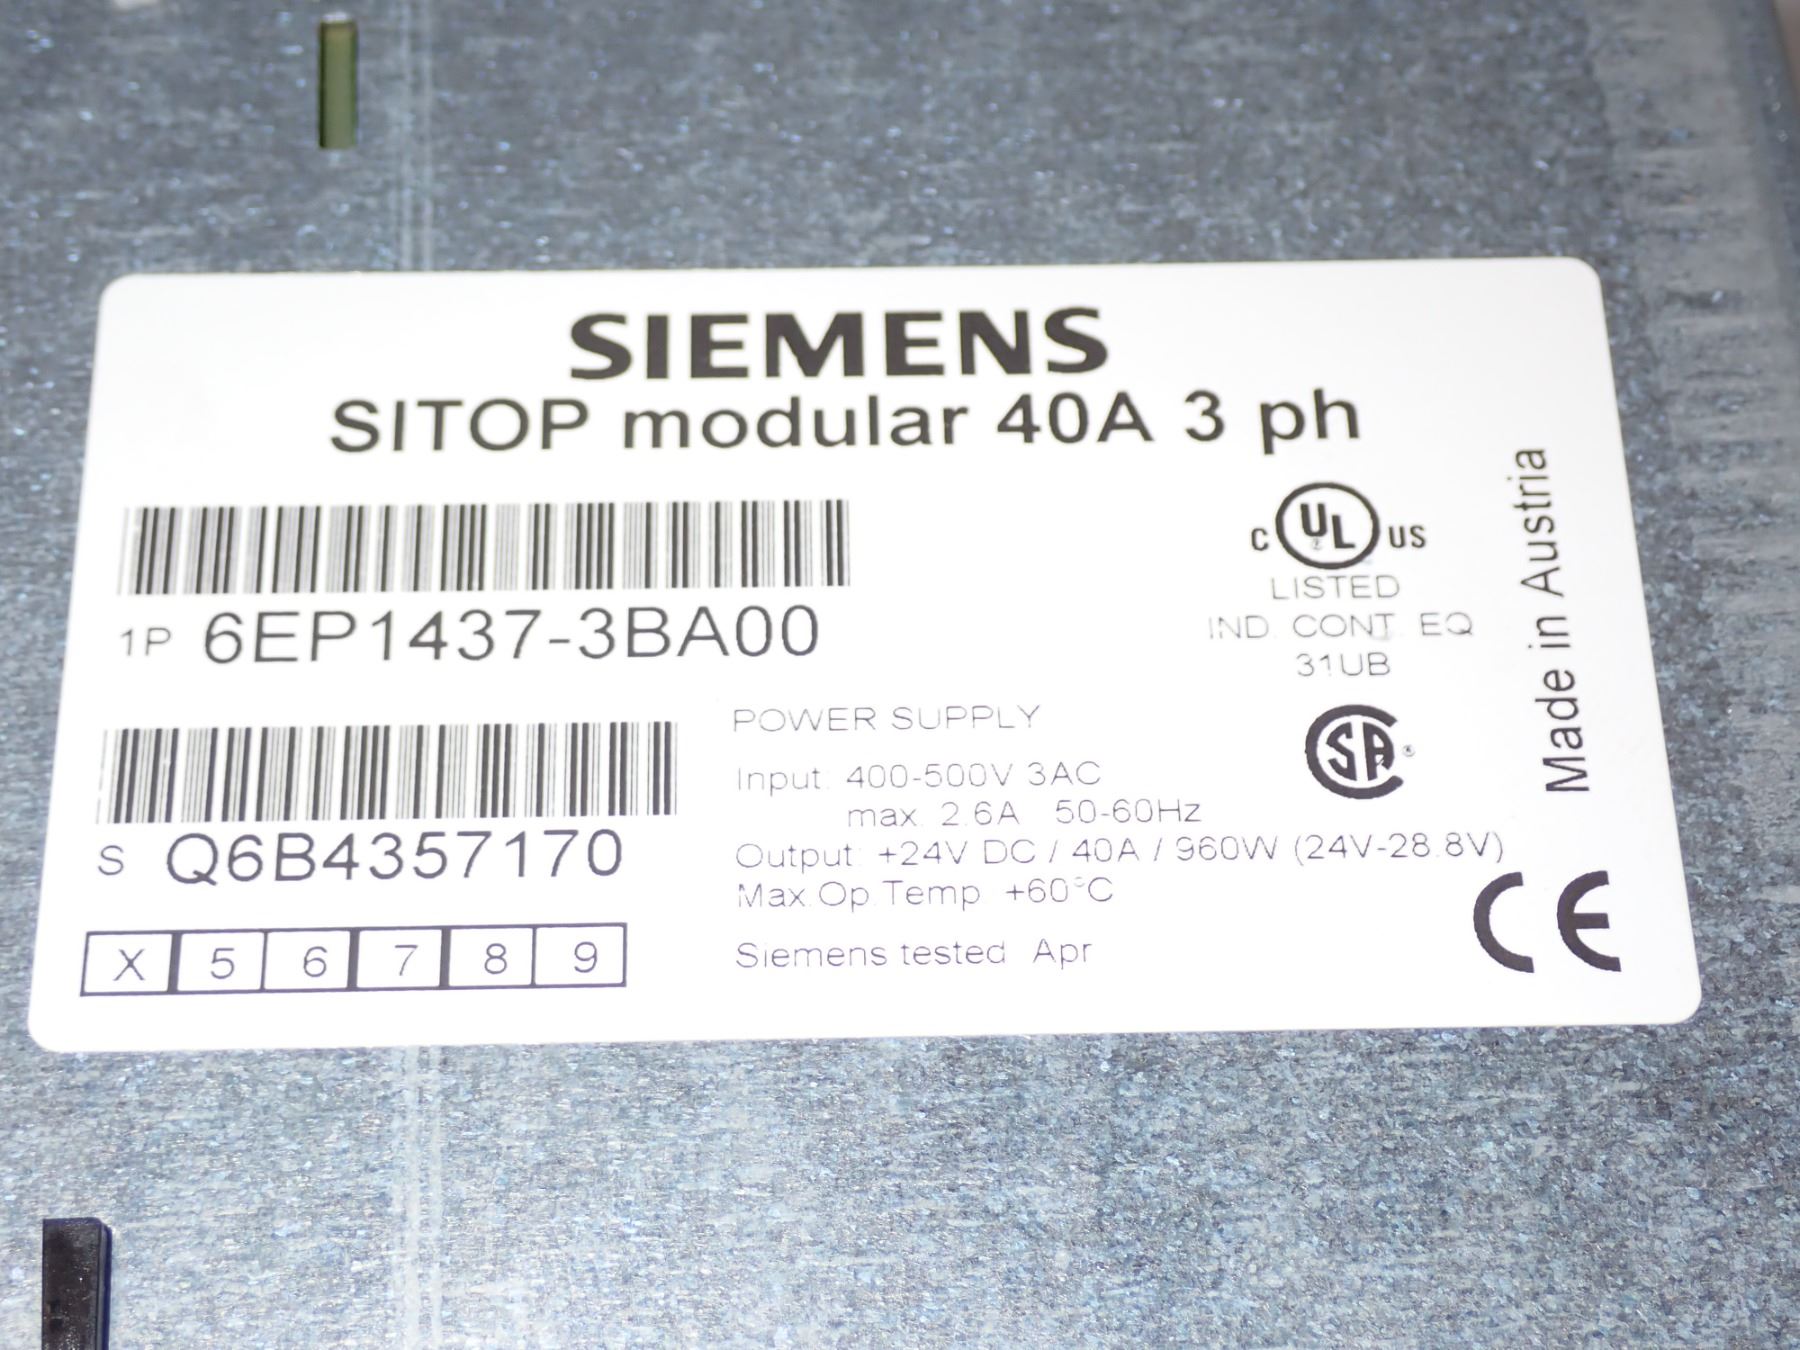 SIEMENS
SITOP modular 40A 3 ph
1P 6EP1437-3BA00
S Q6B4357170
X 5 6 7 8 9
C UL US
LISTED
IND. CONT. EQ
31UB
SA
POWER SUPPLY
Input: 400-500V 3AC
max. 2.6A 50-60Hz
Output: +24V DC / 40A / 960W (24V-28.8V)
Max.Op.Temp. +60°C
Siemens tested Apr
CE
Made in Austria